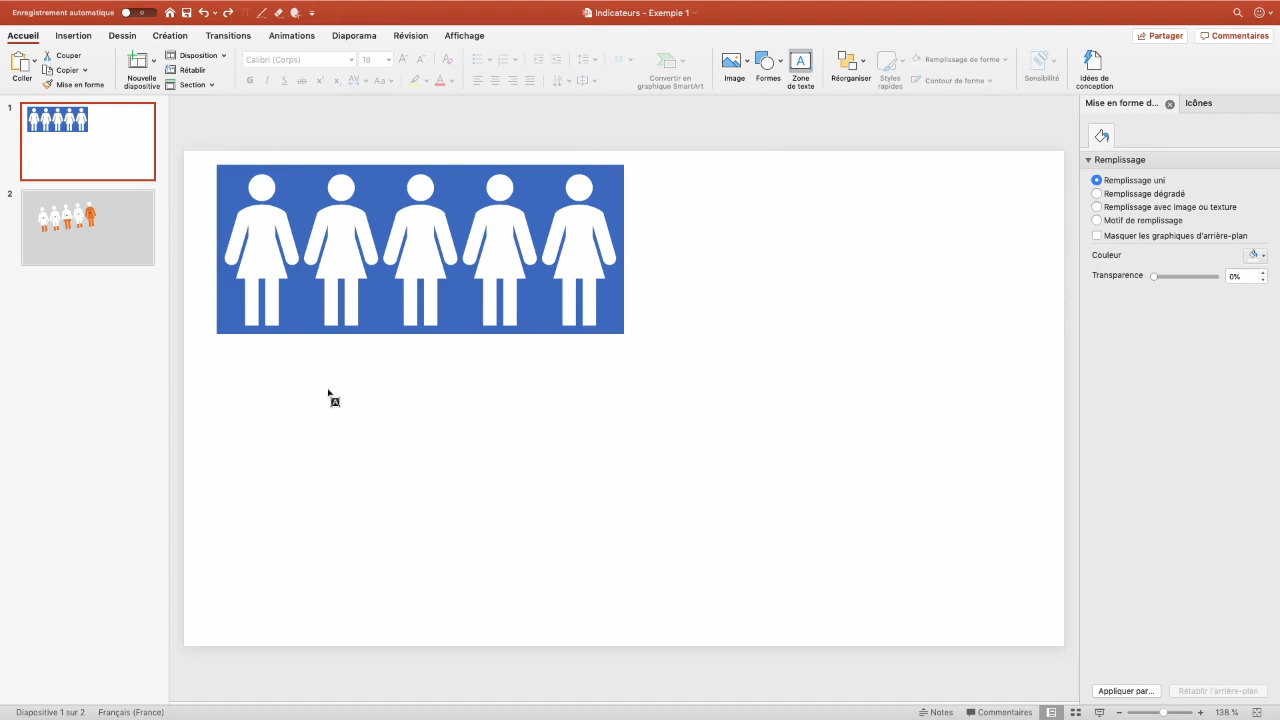 Enregistrement automatique
Indicateurs - Exemple 1
Accueil Insertion Dessin Création Transitions Animations Diaporama Révision Affichage
Partager Commentaires
Coller
Couper
Copier
Mise en forme
Nouvelle diapositive
Disposition
Rétablir
Section
Calibri (Corps) 18
G I S
Aa
Convertir en graphique SmartArt
Image
Formes
A
Zone de texte
Réorganiser
Styles rapides
Remplissage de forme
Contour de forme
Sensibilité
Idées de conception
1
2
Mise en forme d... Icônes
Remplissage
Remplissage uni
Remplissage dégradé
Remplissage avec image ou texture
Motif de remplissage
Masquer les graphiques d'arrière-plan
Couleur
Transparence 0%
Appliquer par... Rétablir l'arrière-plan
Diapositive 1 sur 2 Français (France)
Notes Commentaires
138 %